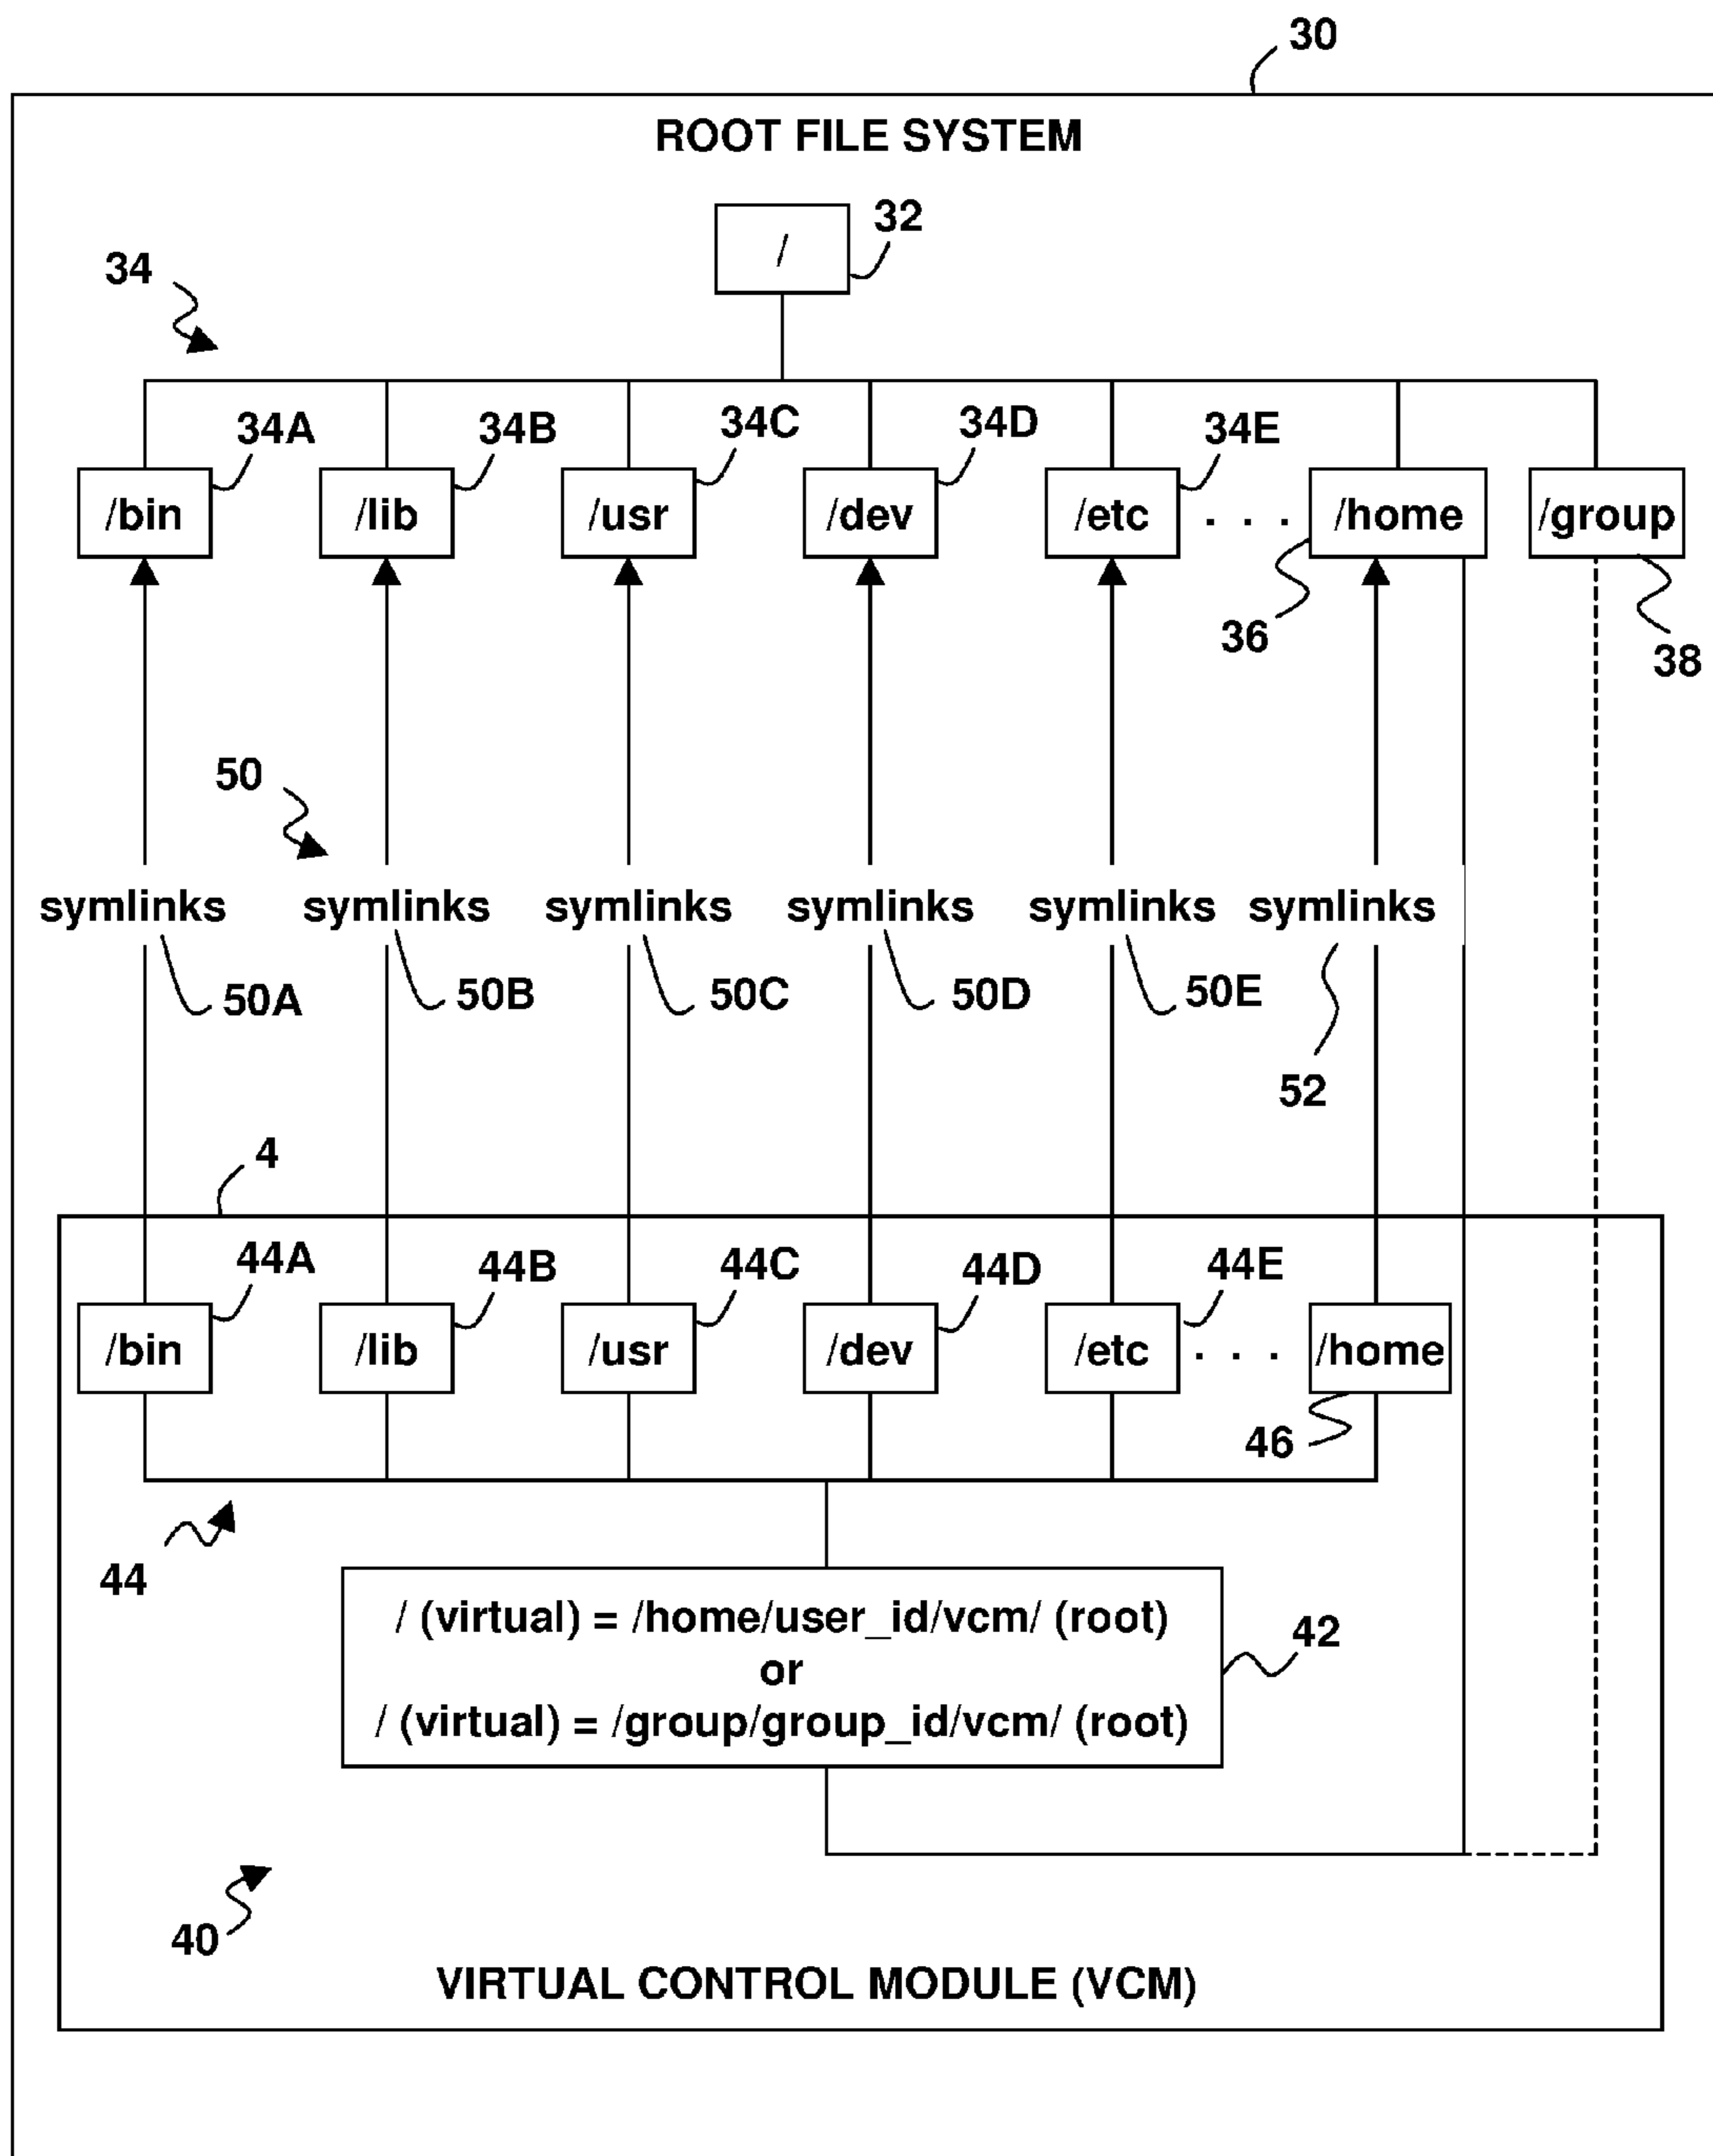 30
ROOT FILE SYSTEM
/ 32
34
34A 34B 34C 34D 34E
/bin /lib /usr /dev /etc . . . /home /group
36 38
50
symlinks symlinks symlinks symlinks symlinks symlinks
50A 50B 50C 50D 50E
52
4
44A 44B 44C 44D 44E
/bin /lib /usr /dev /etc . . . /home
46
44
/ (virtual) = /home/user_id/vcm/ (root)
or
/ (virtual) = /group/group_id/vcm/ (root)
42
40
VIRTUAL CONTROL MODULE (VCM)